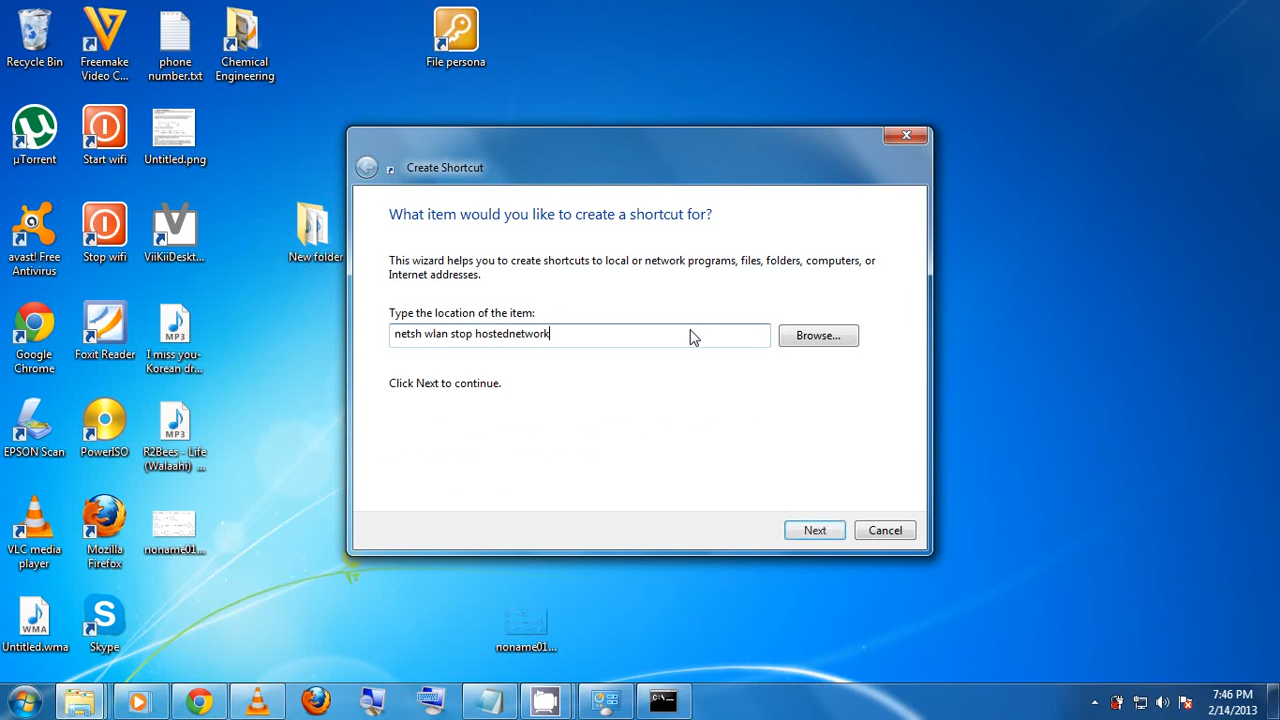 Recycle Bin
Freemake
Video C...
phone
number.txt
Chemical
Engineering
File persona
µTorrent
Start wifi
Untitled.png
avast! Free
Antivirus
Stop wifi
ViiKiiDeskt...
New folder
Google
Chrome
Foxit Reader
I miss you-
Korean dr...
EPSON Scan
PowerISO
R2Bees - Life
(Walaahi) ...
VLC media
player
Mozilla
Firefox
noname01...
Untitled.wma
Skype
noname01...
MP3
MP3
WMA
Create Shortcut
What item would you like to create a shortcut for?
This wizard helps you to create shortcuts to local or network programs, files, folders, computers, or
Internet addresses.
Type the location of the item:
netsh wlan stop hostednetwork
Browse...
Click Next to continue.
Next
Cancel
7:46 PM
2/14/2013